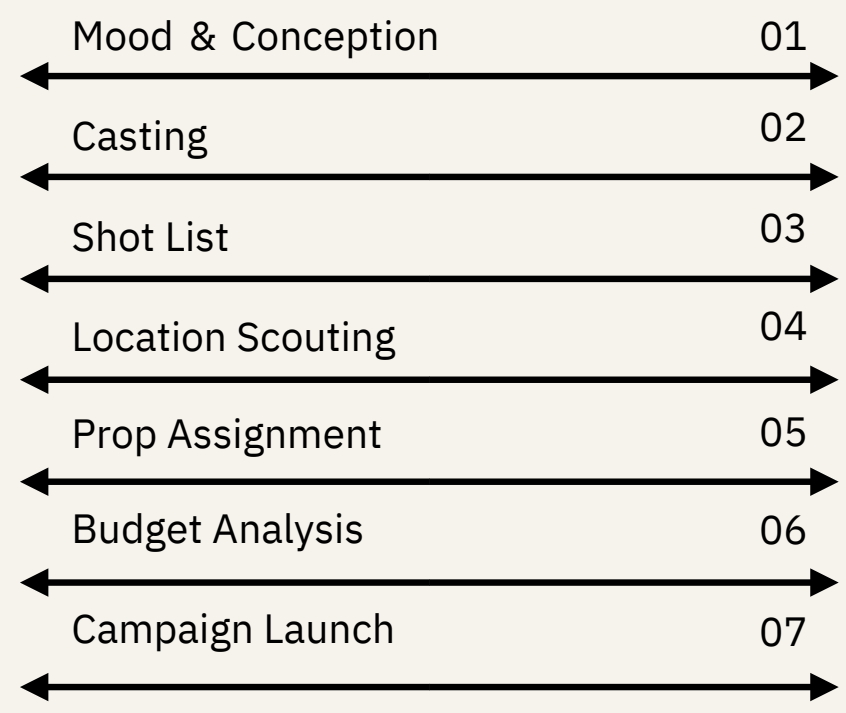 Mood & Conception 01
Casting 02
Shot List 03
Location Scouting 04
Prop Assignment 05
Budget Analysis 06
Campaign Launch 07